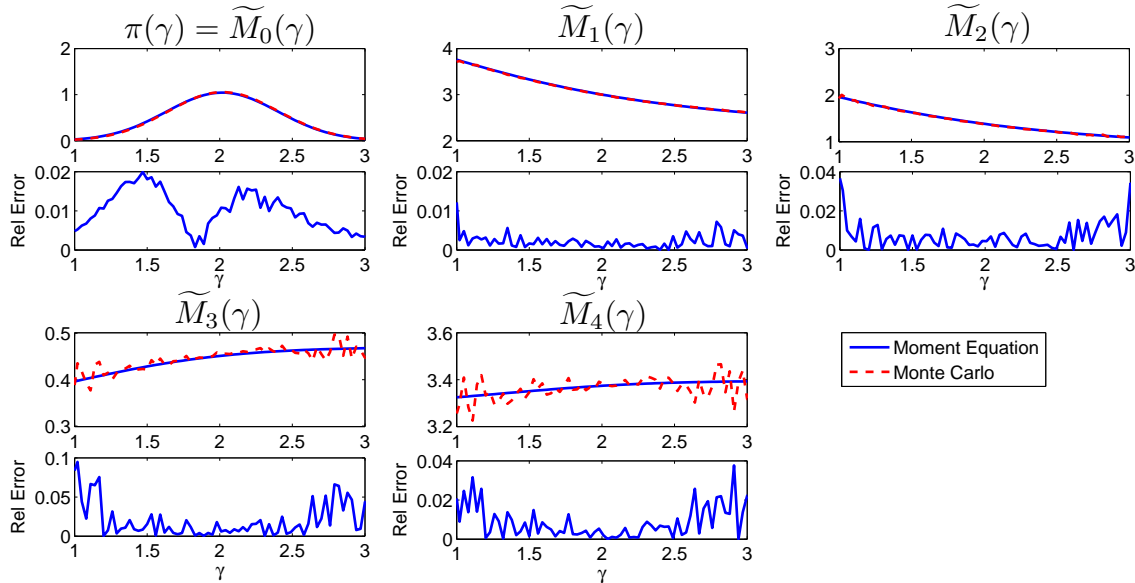 π(γ) = M̃₀(γ)
2
1
0
1 1.5 2 2.5 3
Rel Error
0.02
0.01
0
1 1.5 2 2.5 3
γ
M̃₁(γ)
4
3
2
1 1.5 2 2.5 3
Rel Error
0.02
0.01
0
1 1.5 2 2.5 3
γ
M̃₂(γ)
3
2
1
1 1.5 2 2.5 3
Rel Error
0.04
0.02
0
1 1.5 2 2.5 3
γ
M̃₃(γ)
0.5
0.4
0.3
1 1.5 2 2.5 3
Rel Error
0.1
0.05
0
1 1.5 2 2.5 3
γ
M̃₄(γ)
3.6
3.4
3.2
1 1.5 2 2.5 3
Rel Error
0.04
0.02
0
1 1.5 2 2.5 3
γ
Moment Equation
Monte Carlo